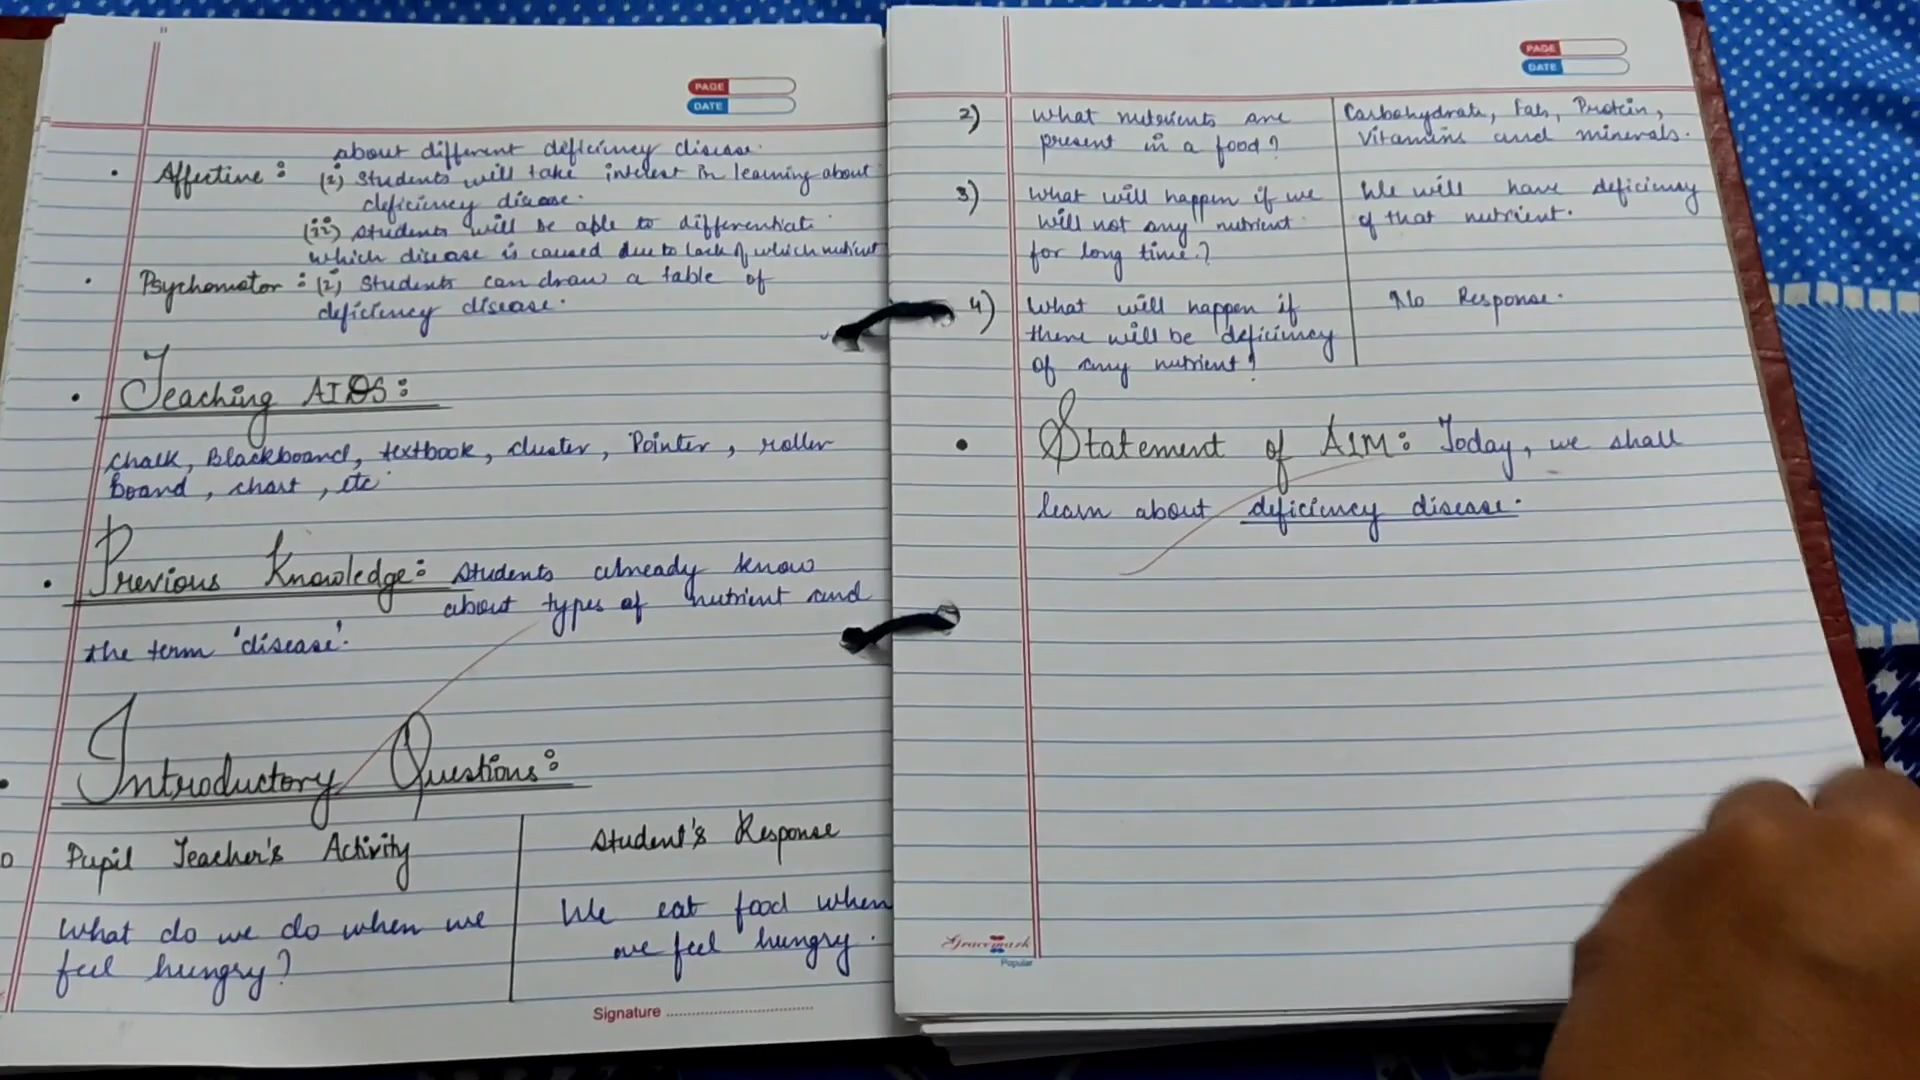 PAGE
DATE
about different deficiency disease.
• Affective: (i) Students will take interest in learning about
deficiency disease.
(ii) Students will be able to differentiate
which disease is caused due to lack of which nutrient
• Psychomotor: (i) Students can draw a table of
deficiency disease.
• Teaching AIDS:
Chalk, Blackboard, textbook, duster, Pointer, roller
Board, chart, etc.
• Previous Knowledge: Students already know
about types of nutrient and
the term 'disease'.
• Introductory Questions:
Pupil Teacher's Activity
Student's Response
What do we do when we
feel hungry?
We eat food when
we feel hungry.
Signature
PAGE
DATE
2) What nutrients are
present in a food?
Carbohydrate, Fats, Protein,
Vitamins and minerals.
3) What will happen if we
will not any nutrient
for long time?
We will have deficiency
of that nutrient.
4) What will happen if
there will be deficiency
of any nutrient?
No Response.
• Statement of AIM: Today, we shall
learn about deficiency disease.
Gracemark
Popular